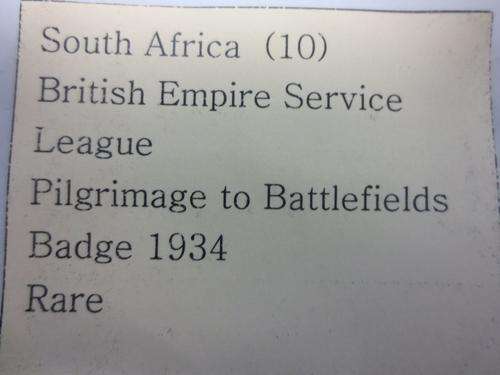 South Africa (10)
British Empire Service
League
Pilgrimage to Battlefields
Badge 1934
Rare